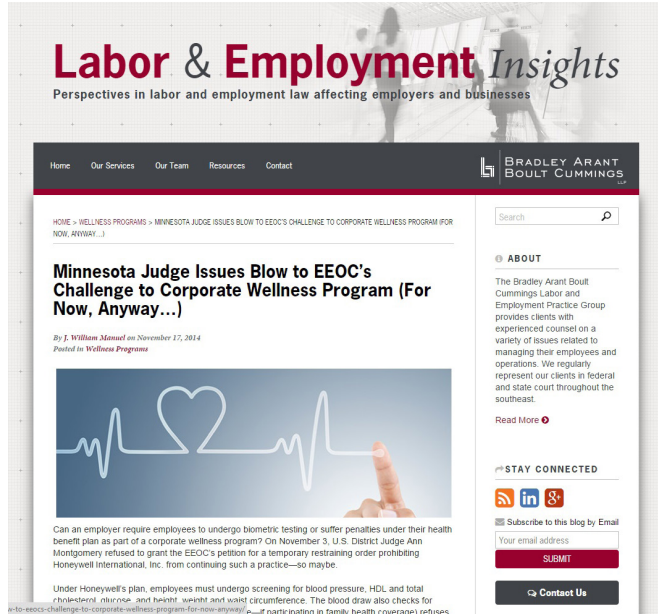 Labor & Employment Insights
Perspectives in labor and employment law affecting employers and businesses
Home
Our Services
Our Team
Resources
Contact
BRADLEY ARANT
BOULT CUMMINGS
LLP
HOME > WELLNESS PROGRAMS > MINNESOTA JUDGE ISSUES BLOW TO EEOC'S CHALLENGE TO CORPORATE WELLNESS PROGRAM (FOR
NOW, ANYWAY…)
Minnesota Judge Issues Blow to EEOC's
Challenge to Corporate Wellness Program (For
Now, Anyway…)
By J. William Manuel on November 17, 2014
Posted in Wellness Programs
Can an employer require employees to undergo biometric testing or suffer penalties under their health
benefit plan as part of a corporate wellness program? On November 3, U.S. District Judge Ann
Montgomery refused to grant the EEOC's petition for a temporary restraining order prohibiting
Honeywell International, Inc. from continuing such a practice—so maybe.
Under Honeywell's plan, employees must undergo screening for blood pressure, HDL and total
cholesterol, glucose, and height, weight and waist circumference. The blood draw also checks for
e—if participating in family health coverage) refuses
w-to-eeocs-challenge-to-corporate-wellness-program-for-now-anyway/
Search
ABOUT
The Bradley Arant Boult
Cummings Labor and
Employment Practice Group
provides clients with
experienced counsel on a
variety of issues related to
managing their employees and
operations. We regularly
represent our clients in federal
and state court throughout the
southeast.
Read More
STAY CONNECTED
in
g+
Subscribe to this blog by Email
Your email address
SUBMIT
Contact Us